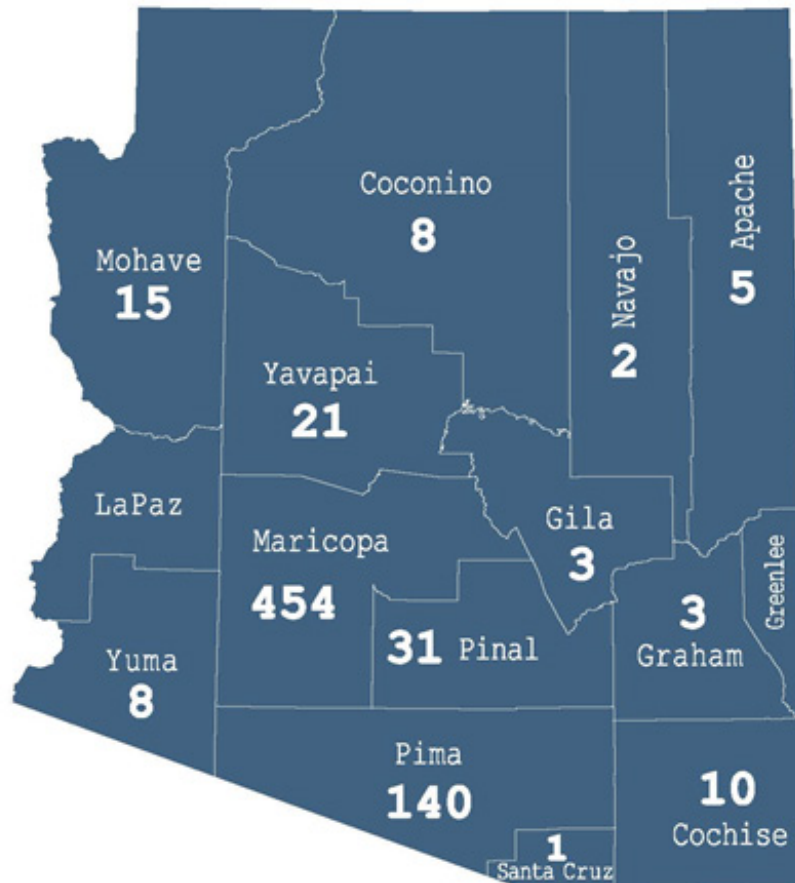 Coconino
8
Apache
5
Navajo
2
Mohave
15
Yavapai
21
LaPaz
Maricopa
454
Gila
3
Greenlee
3
Graham
31 Pinal
Yuma
8
Pima
140
10
Cochise
1
Santa Cruz